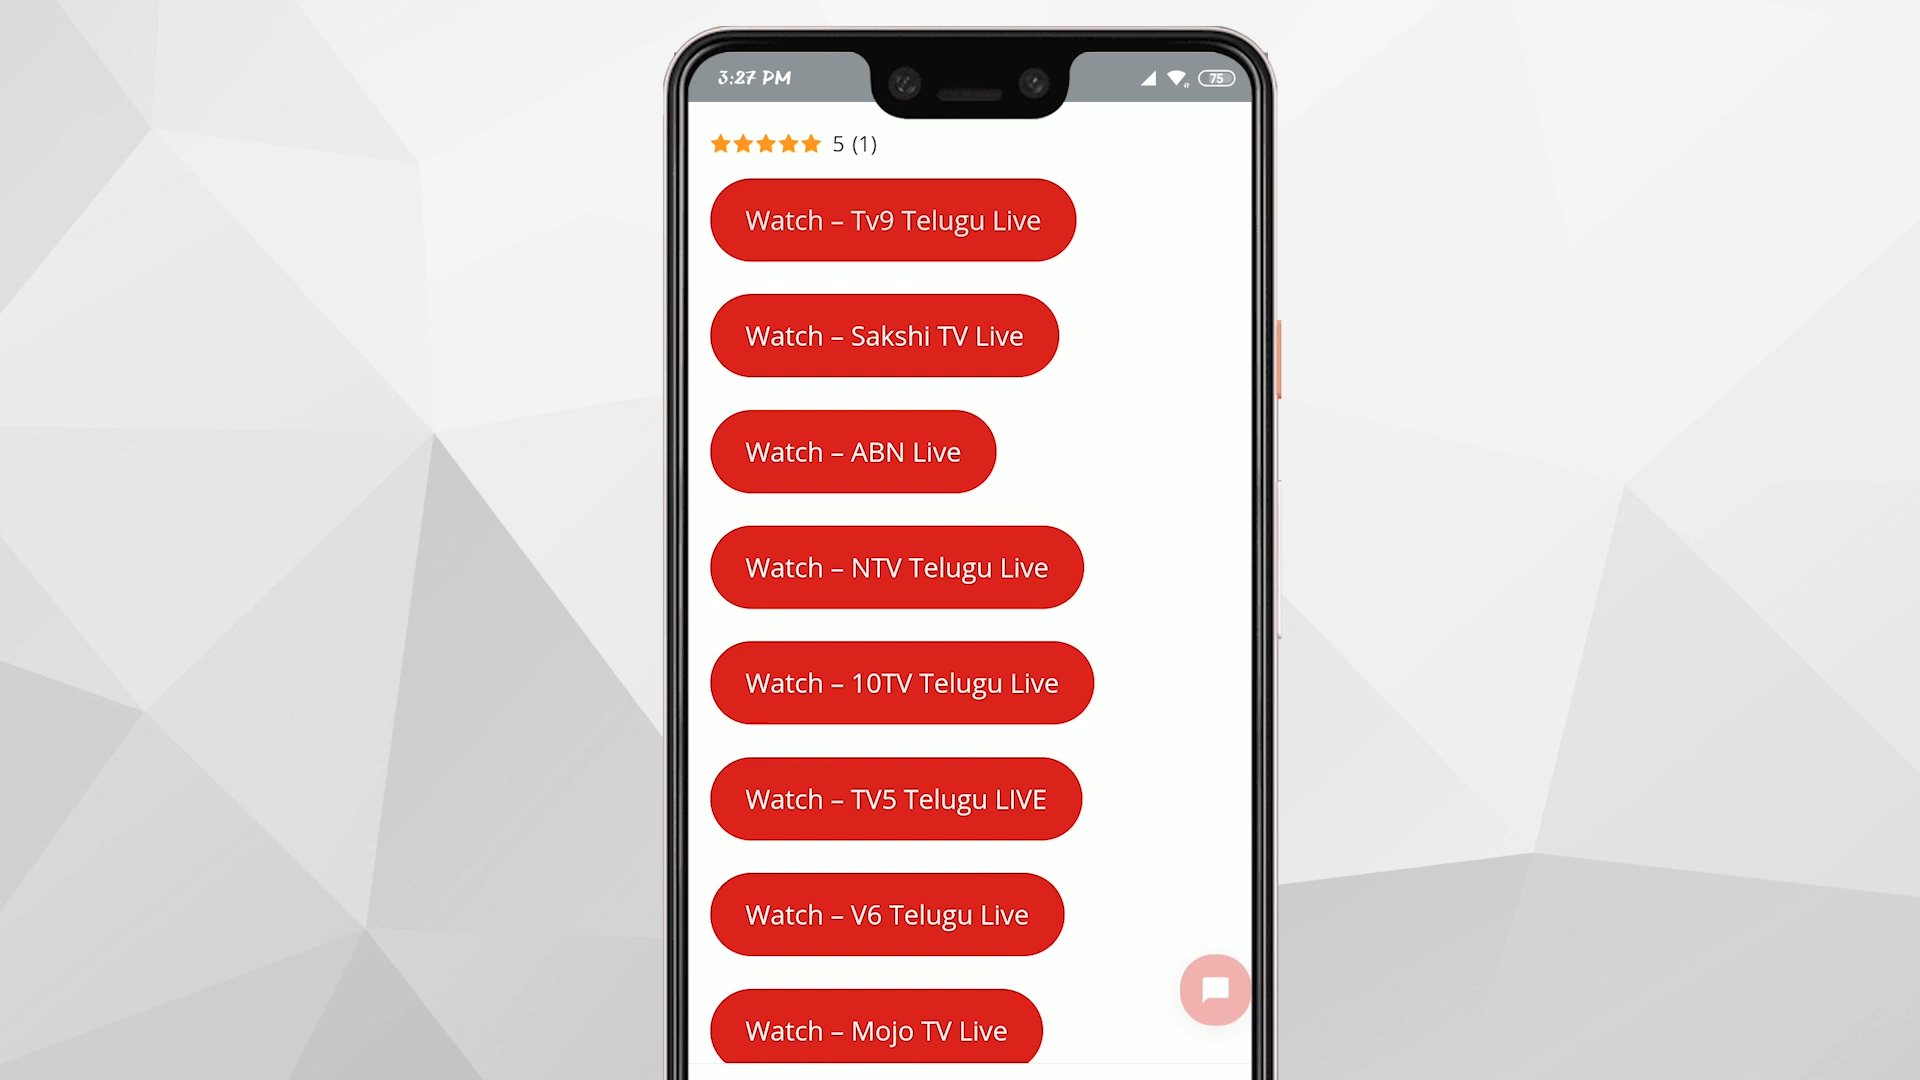 3:27 PM
75
5 (1)
Watch – Tv9 Telugu Live
Watch – Sakshi TV Live
Watch – ABN Live
Watch – NTV Telugu Live
Watch – 10TV Telugu Live
Watch – TV5 Telugu LIVE
Watch – V6 Telugu Live
Watch – Mojo TV Live